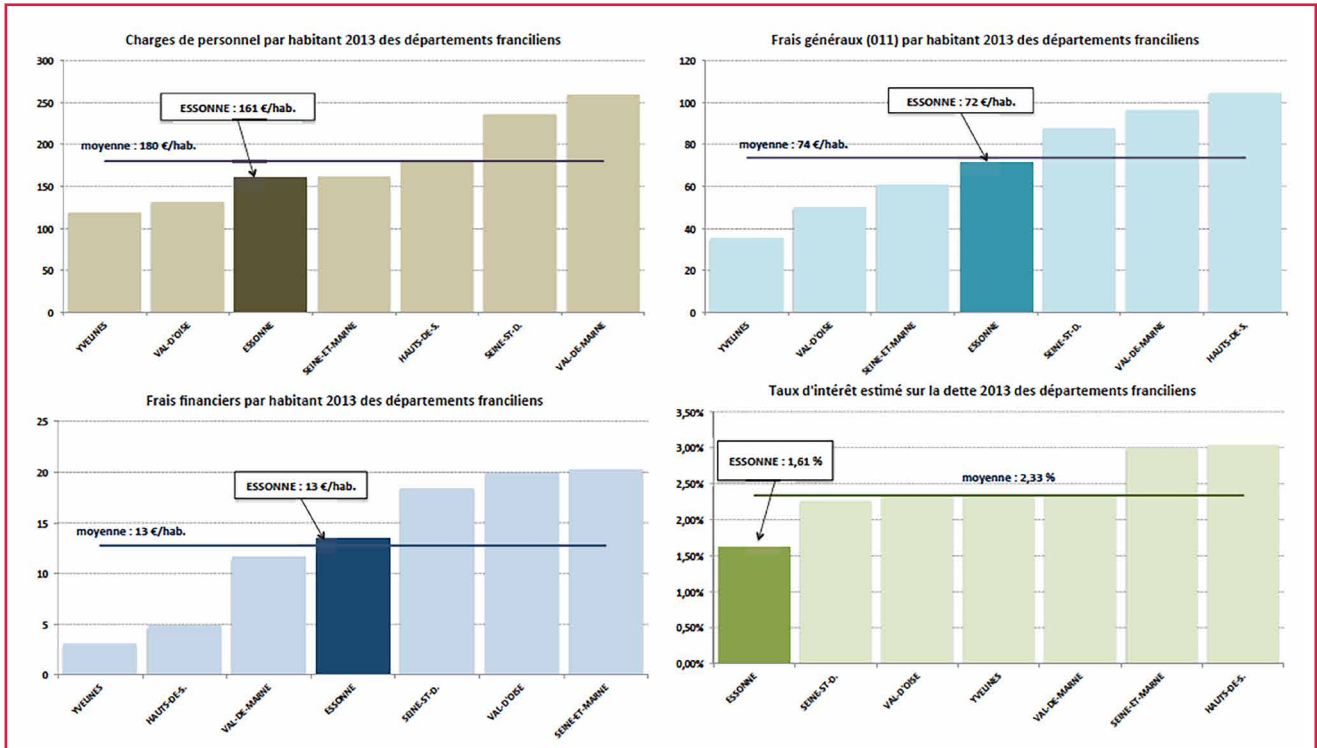 Charges de personnel par habitant 2013 des départements franciliens
300
250
200
150
100
50
0
ESSONNE : 161 €/hab.
moyenne : 180 €/hab.
YVELINES
VAL-D'OISE
ESSONNE
SEINE-ET-MARNE
HAUTS-DE-S.
SEINE-ST-D.
VAL-DE-MARNE
Frais généraux (011) par habitant 2013 des départements franciliens
120
100
80
60
40
20
0
ESSONNE : 72 €/hab.
moyenne : 74 €/hab.
YVELINES
VAL-D'OISE
SEINE-ET-MARNE
ESSONNE
SEINE-ST-D.
VAL-DE-MARNE
HAUTS-DE-S.
Frais financiers par habitant 2013 des départements franciliens
25
20
15
10
5
0
ESSONNE : 13 €/hab.
moyenne : 13 €/hab.
YVELINES
HAUTS-DE-S.
VAL-DE-MARNE
ESSONNE
SEINE-ST-D.
VAL-D'OISE
SEINE-ET-MARNE
Taux d'intérêt estimé sur la dette 2013 des départements franciliens
3,50%
3,00%
2,50%
2,00%
1,50%
1,00%
0,50%
0,00%
ESSONNE : 1,61 %
moyenne : 2,33 %
ESSONNE
SEINE-ST-D.
VAL-D'OISE
YVELINES
VAL-DE-MARNE
SEINE-ET-MARNE
HAUTS-DE-S.